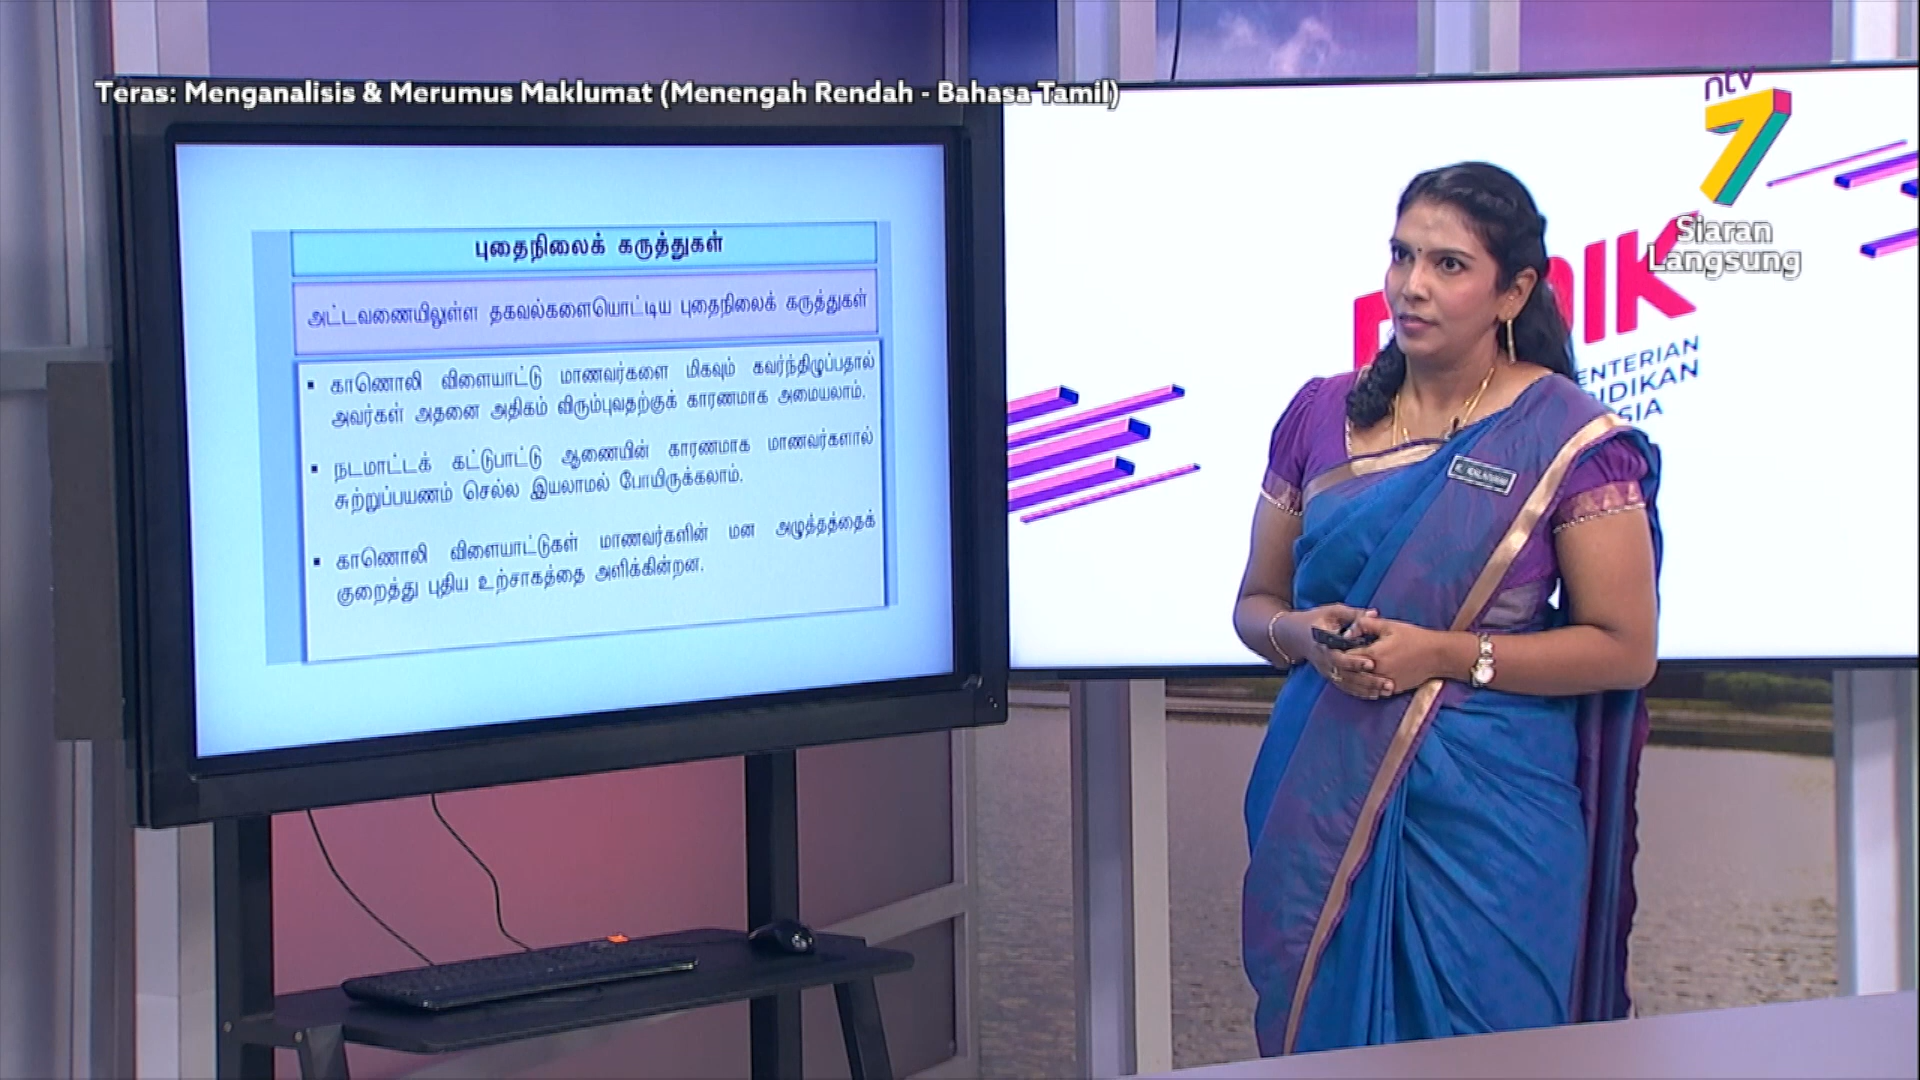 Teras: Menganalisis & Merumus Maklumat (Menengah Rendah - Bahasa Tamil)
ntv
7
Siaran
Langsung
புதைநிலைக் கருத்துகள்
அட்டவணையிலுள்ள தகவல்களையொட்டிய புதைநிலைக் கருத்துகள்
▪ காணொலி விளையாட்டு மாணவர்களை மிகவும் கவர்ந்திழுப்பதால்
அவர்கள் அதனை அதிகம் விரும்புவதற்குக் காரணமாக அமையலாம்.
▪ நடமாட்டக் கட்டுபாட்டு ஆணையின் காரணமாக மாணவர்களால்
சுற்றுப்பயணம் செல்ல இயலாமல் போயிருக்கலாம்.
▪ காணொலி விளையாட்டுகள் மாணவர்களின் மன அழுத்தத்தைக்
குறைத்து புதிய உற்சாகத்தை அளிக்கின்றன.